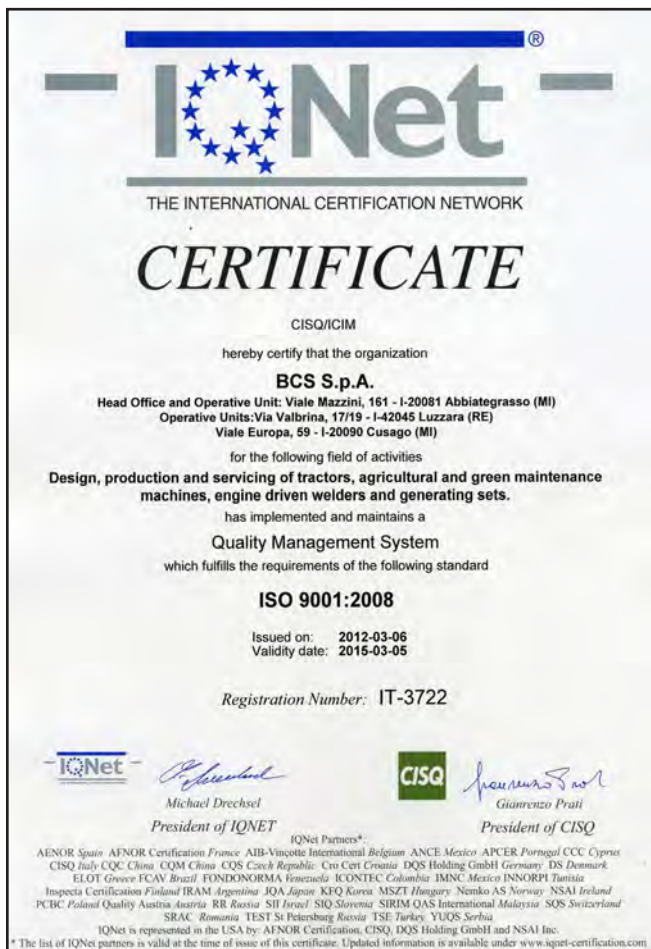 ®
IQNet
THE INTERNATIONAL CERTIFICATION NETWORK
CERTIFICATE
CISQ/ICIM
hereby certify that the organization
BCS S.p.A.
Head Office and Operative Unit: Viale Mazzini, 161 - I-20081 Abbiategrasso (MI)
Operative Units:Via Valbrina, 17/19 - I-42045 Luzzara (RE)
Viale Europa, 59 - I-20090 Cusago (MI)
for the following field of activities
Design, production and servicing of tractors, agricultural and green maintenance
machines, engine driven welders and generating sets.
has implemented and maintains a
Quality Management System
which fulfills the requirements of the following standard
ISO 9001:2008
Issued on: 2012-03-06
Validity date: 2015-03-05
Registration Number: IT-3722
IQNet
CISQ
Michael Drechsel
Gianrenzo Prati
President of IQNET
President of CISQ
IQNet Partners*:
AENOR Spain AFNOR Certification France AIB-Vinçotte International Belgium ANCE Mexico APCER Portugal CCC Cyprus
CISQ Italy CQC China CQM China CQS Czech Republic Cro Cert Croatia DQS Holding GmbH Germany DS Denmark
ELOT Greece FCAV Brazil FONDONORMA Venezuela ICONTEC Colombia IMNC Mexico INNORPI Tunisia
Inspecta Certification Finland IRAM Argentina JQA Japan KFQ Korea MSZT Hungary Nemko AS Norway NSAI Ireland
PCBC Poland Quality Austria Austria RR Russia SII Israel SIQ Slovenia SIRIM QAS International Malaysia SQS Switzerland
SRAC Romania TEST St Petersburg Russia TSE Turkey YUQS Serbia
IQNet is represented in the USA by: AFNOR Certification, CISQ, DQS Holding GmbH and NSAI Inc.
* The list of IQNet partners is valid at the time of issue of this certificate. Updated information is available under www.iqnet-certification.com